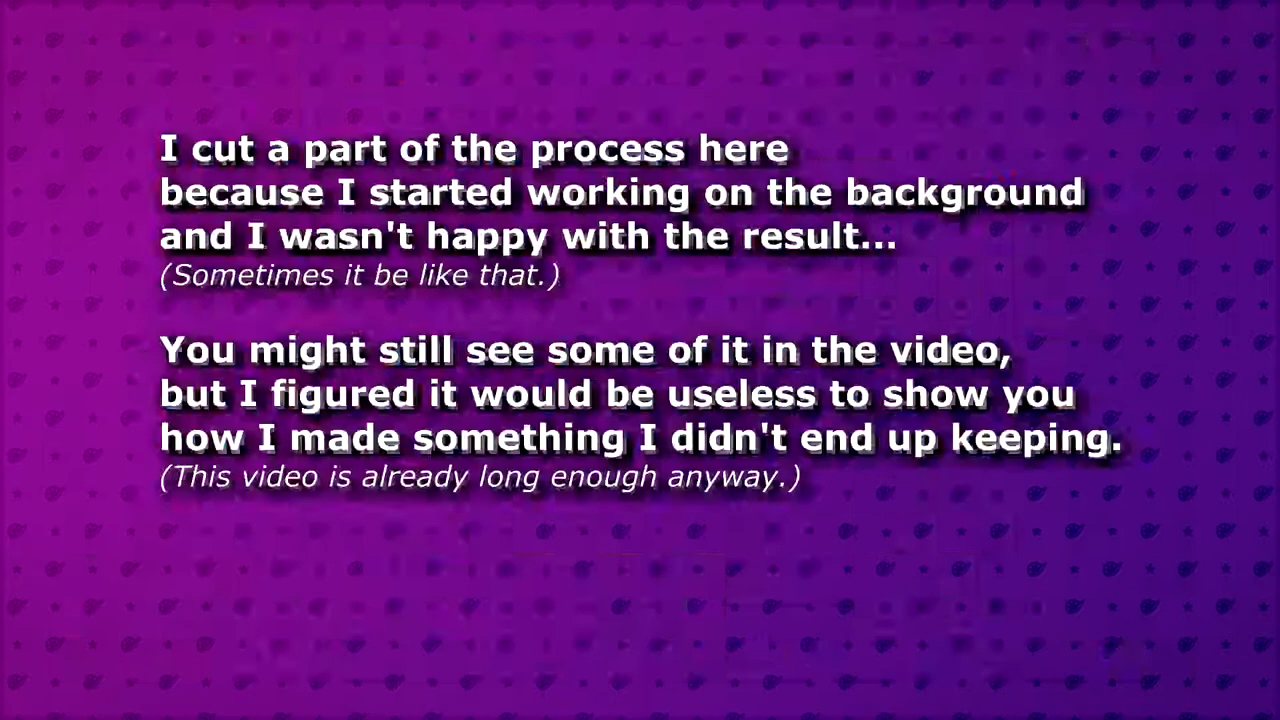 I cut a part of the process here
because I started working on the background
and I wasn't happy with the result...
(Sometimes it be like that.)
You might still see some of it in the video,
but I figured it would be useless to show you
how I made something I didn't end up keeping.
(This video is already long enough anyway.)